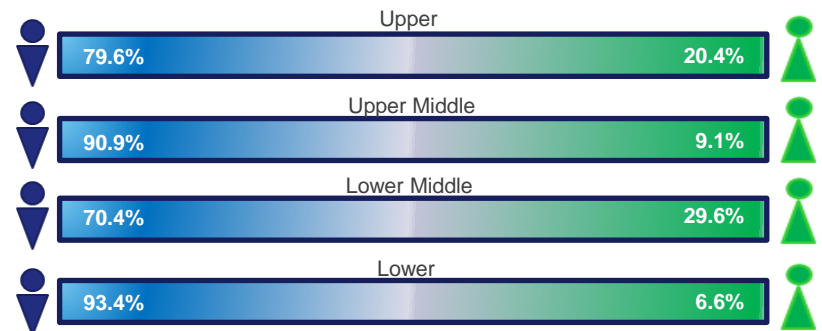 Upper
79.6% 20.4%
Upper Middle
90.9% 9.1%
Lower Middle
70.4% 29.6%
Lower
93.4% 6.6%